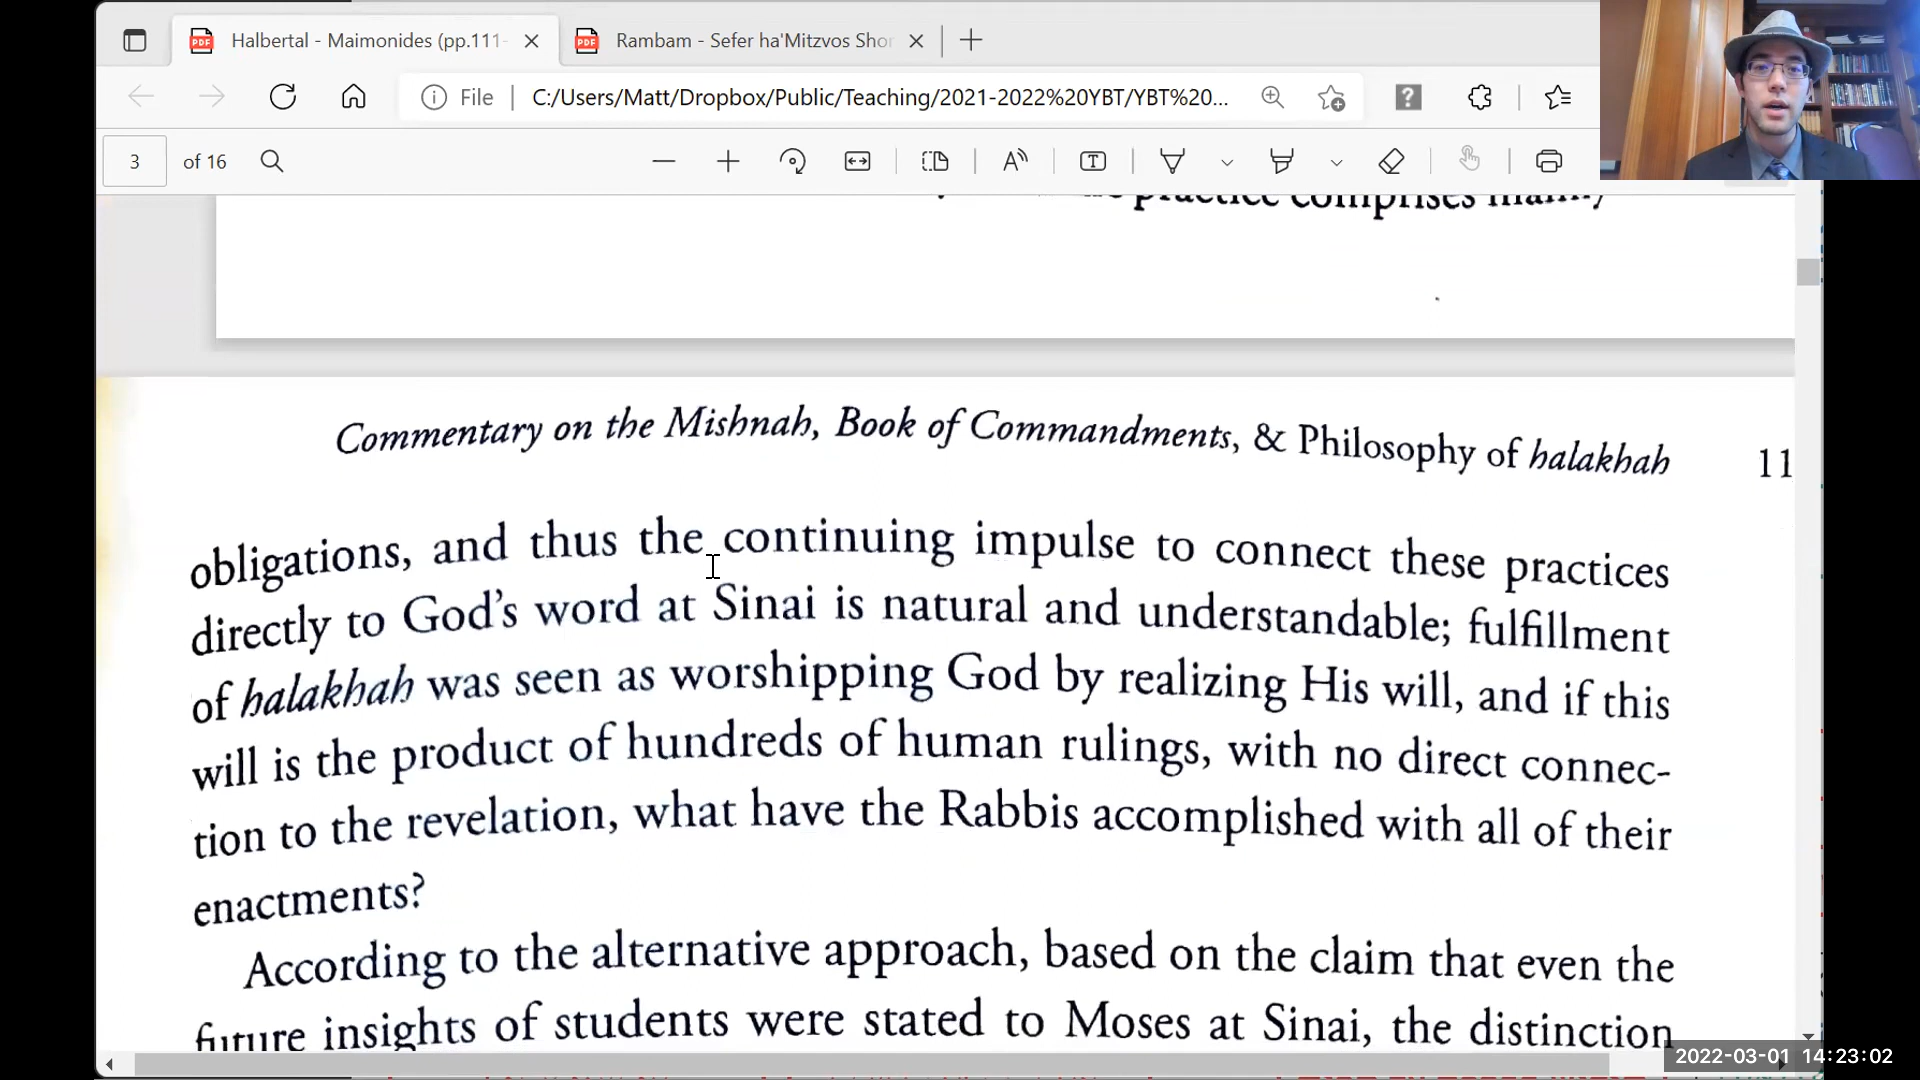 Halbertal - Maimonides (pp.111-
Rambam - Sefer ha'Mitzvos Shor
File
C:/Users/Matt/Dropbox/Public/Teaching/2021-2022%20YBT/YBT%20...
3 of 16
practice comprises mainly
Commentary on the Mishnah, Book of Commandments, & Philosophy of halakhah 11
obligations, and thus the continuing impulse to connect these practices
directly to God's word at Sinai is natural and understandable; fulfillment
of halakhah was seen as worshipping God by realizing His will, and if this
will is the product of hundreds of human rulings, with no direct connec-
tion to the revelation, what have the Rabbis accomplished with all of their
enactments?
According to the alternative approach, based on the claim that even the
future insights of students were stated to Moses at Sinai, the distinction
2022-03-01 14:23:02